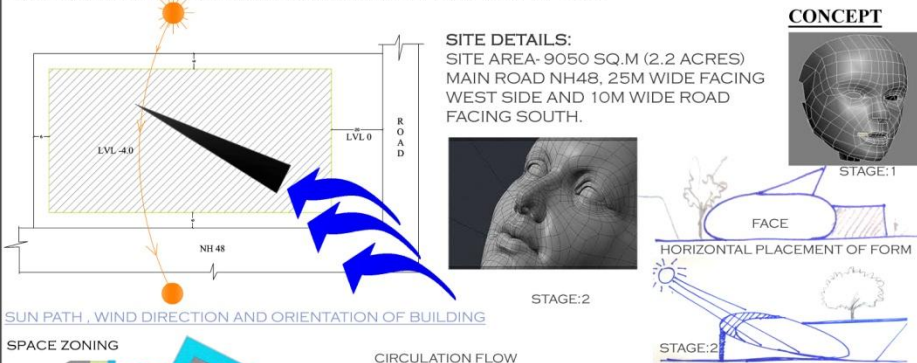 CONCEPT
SITE DETAILS:
SITE AREA- 9050 SQ.M (2.2 ACRES)
MAIN ROAD NH48, 25M WIDE FACING
WEST SIDE AND 10M WIDE ROAD
FACING SOUTH.
LVL 0
ROAD
LVL -4.0
NH 48
STAGE:1
FACE
HORIZONTAL PLACEMENT OF FORM
STAGE:2
STAGE:2
SUN PATH , WIND DIRECTION AND ORIENTATION OF BUILDING
SPACE ZONING
CIRCULATION FLOW